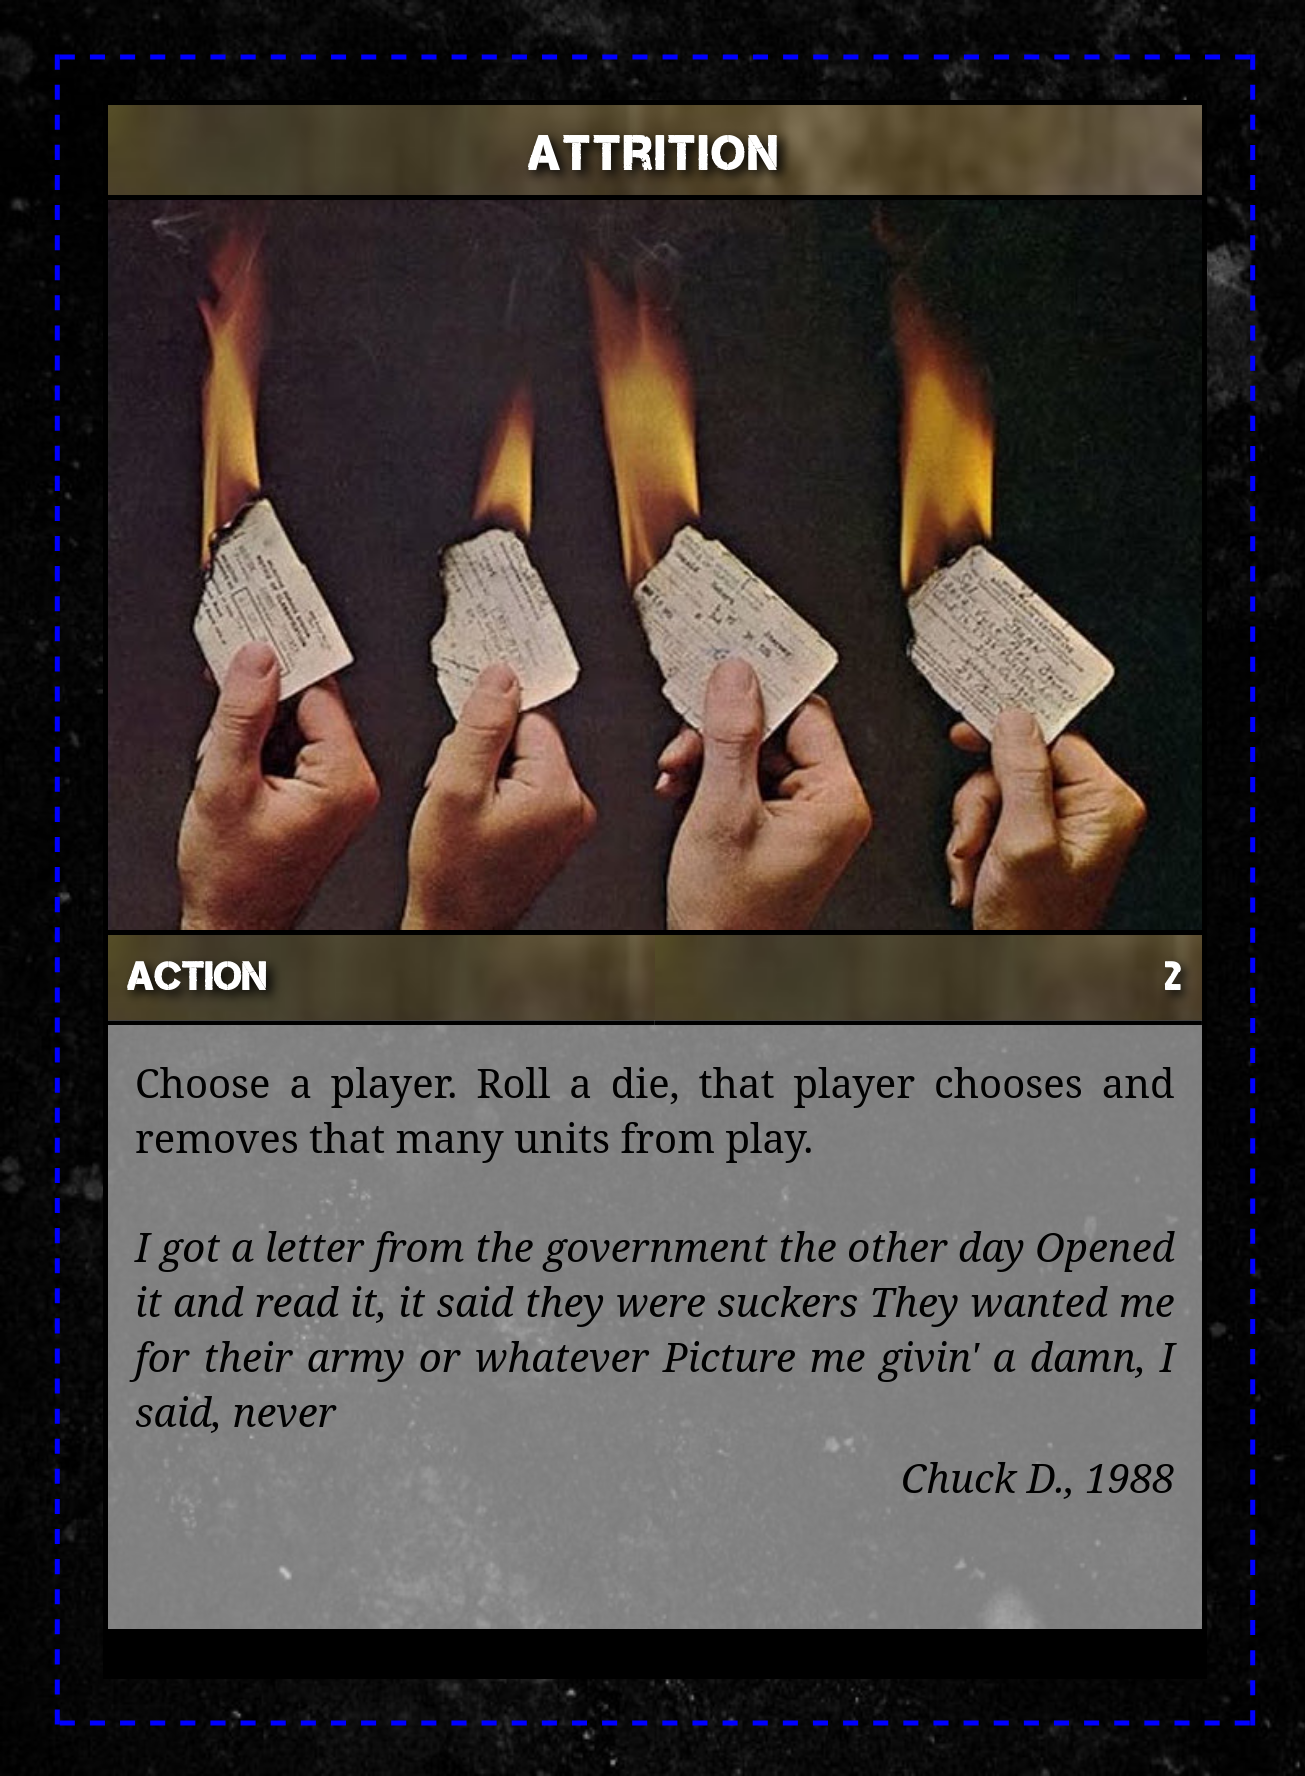 ATTRITION
ACTION
2
Choose a player. Roll a die, that player chooses and
removes that many units from play.
I got a letter from the government the other day Opened
it and read it, it said they were suckers They wanted me
for their army or whatever Picture me givin' a damn, I
said, never
Chuck D., 1988